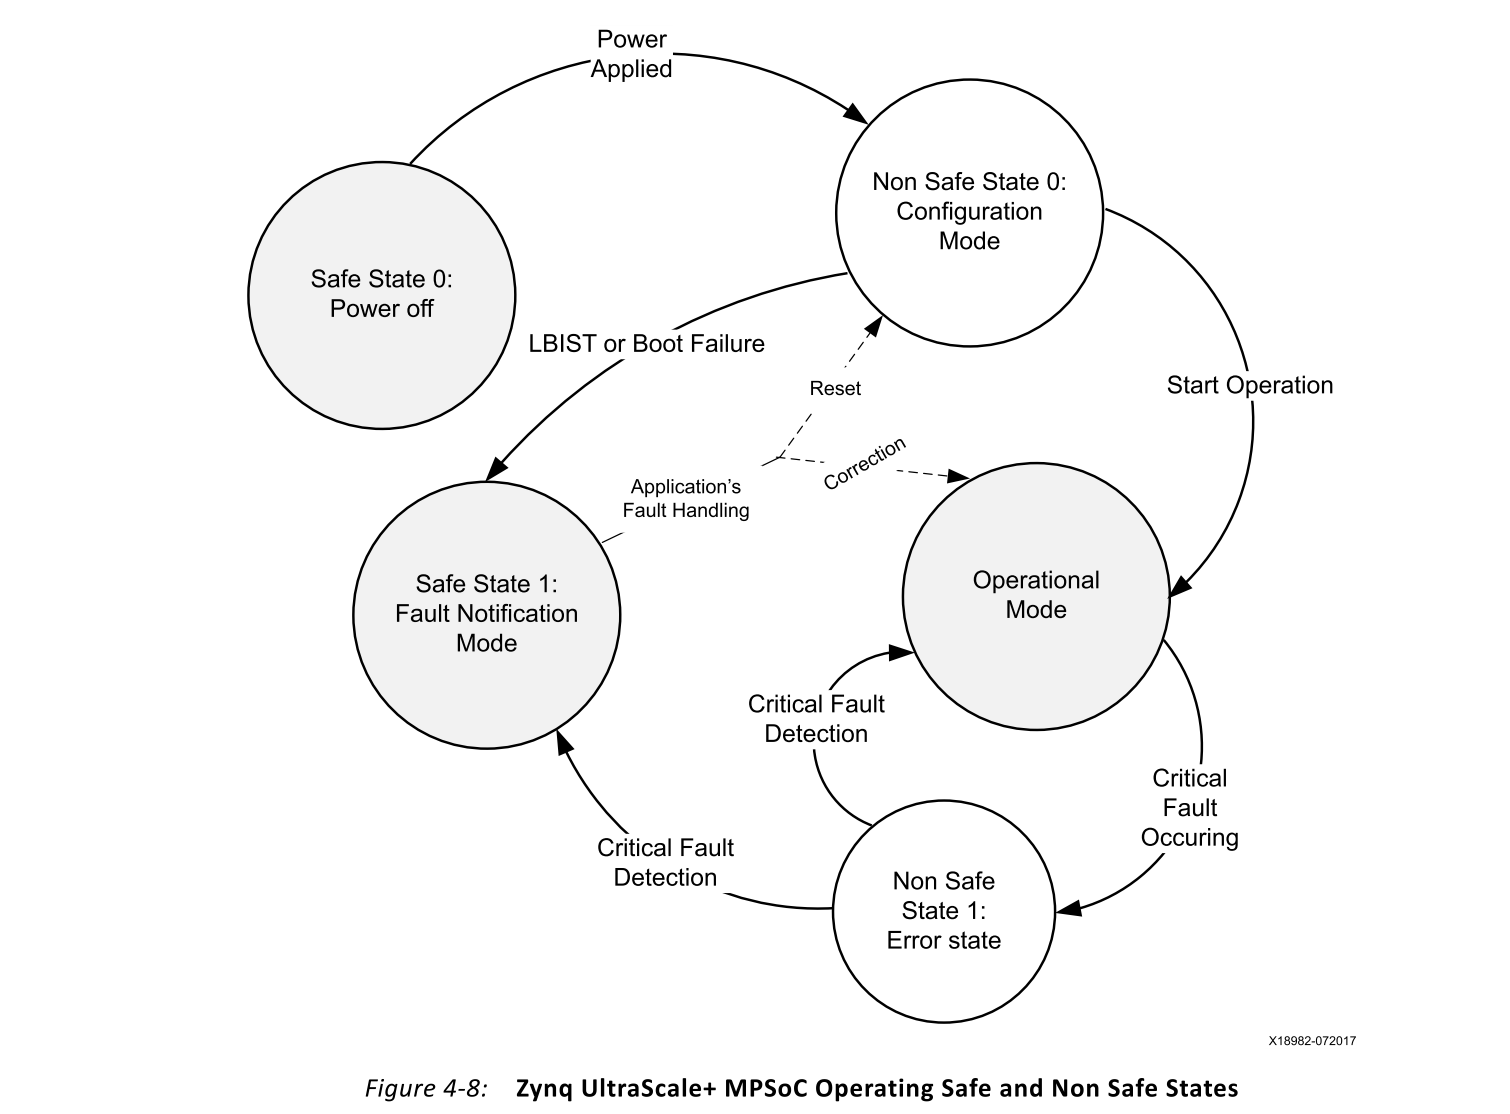 Power
Applied
Non Safe State 0:
Configuration
Mode
Safe State 0:
Power off
LBIST or Boot Failure
Reset
Start Operation
Correction
Application’s
Fault Handling
Safe State 1:
Fault Notification
Mode
Operational
Mode
Critical Fault
Detection
Critical
Fault
Occuring
Critical Fault
Detection
Non Safe
State 1:
Error state
X18982-072017
Figure 4-8: Zynq UltraScale+ MPSoC Operating Safe and Non Safe States